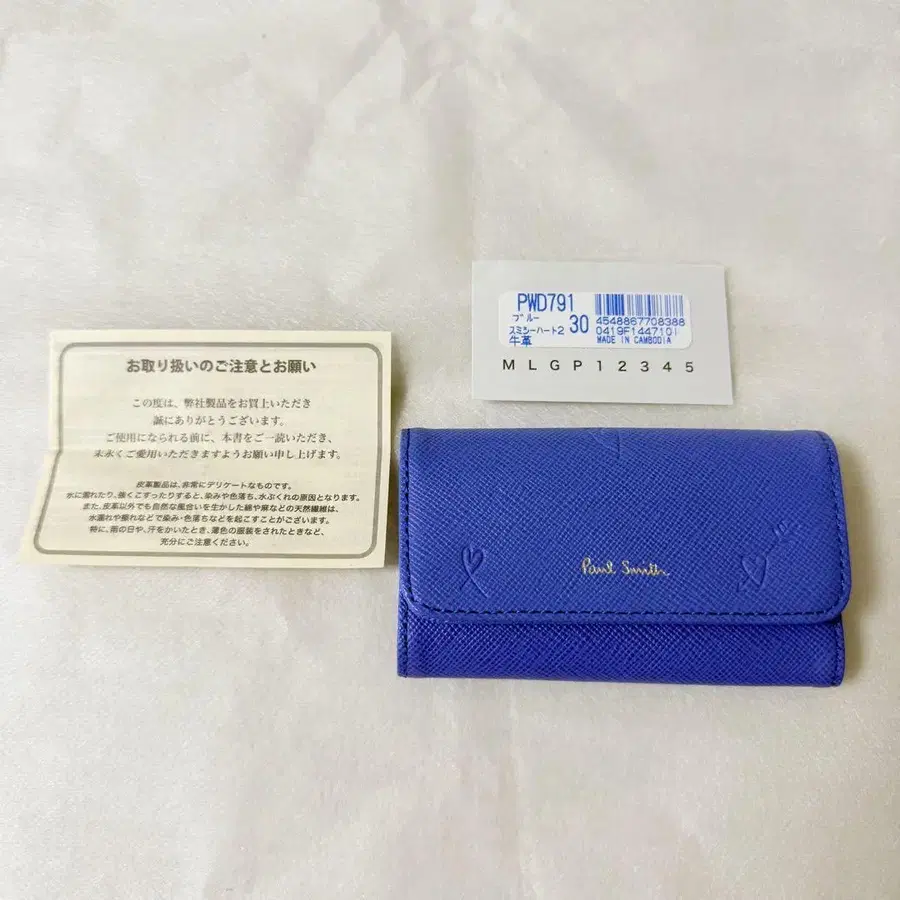 お取り扱いのご注意とお願い
この度は、弊社製品をお買上いただき
誠にありがとうございます。
ご使用になられる前に、本書をご一読いただき、
末永くご愛用いただきますようお願い申し上げます。
皮革製品は、非常にデリケートなものです。
水に濡れたり、強くこすったりすると、染みや色落ち、水ぶくれの原因となります。
また、皮革以外でも自然な風合いを生かした綿や麻などの天然繊維は、
水濡れや擦れなどで染み・色落ちなどを起こすことがございます。
特に、雨の日や、汗をかいたとき、薄色の服装をされたときなど、
充分にご注意ください。
PWD791
ブルー
スミシーハート2
牛革
30
4548867708388
0419F1447101
MADE IN CAMBODIA
M L G P 1 2 3 4 5
Paul Smith